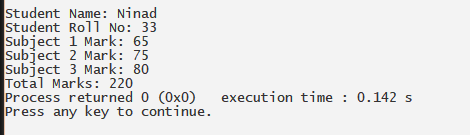 Student Name: Ninad
Student Roll No: 33
Subject 1 Mark: 65
Subject 2 Mark: 75
Subject 3 Mark: 80
Total Marks: 220
Process returned 0 (0x0)   execution time : 0.142 s
Press any key to continue.